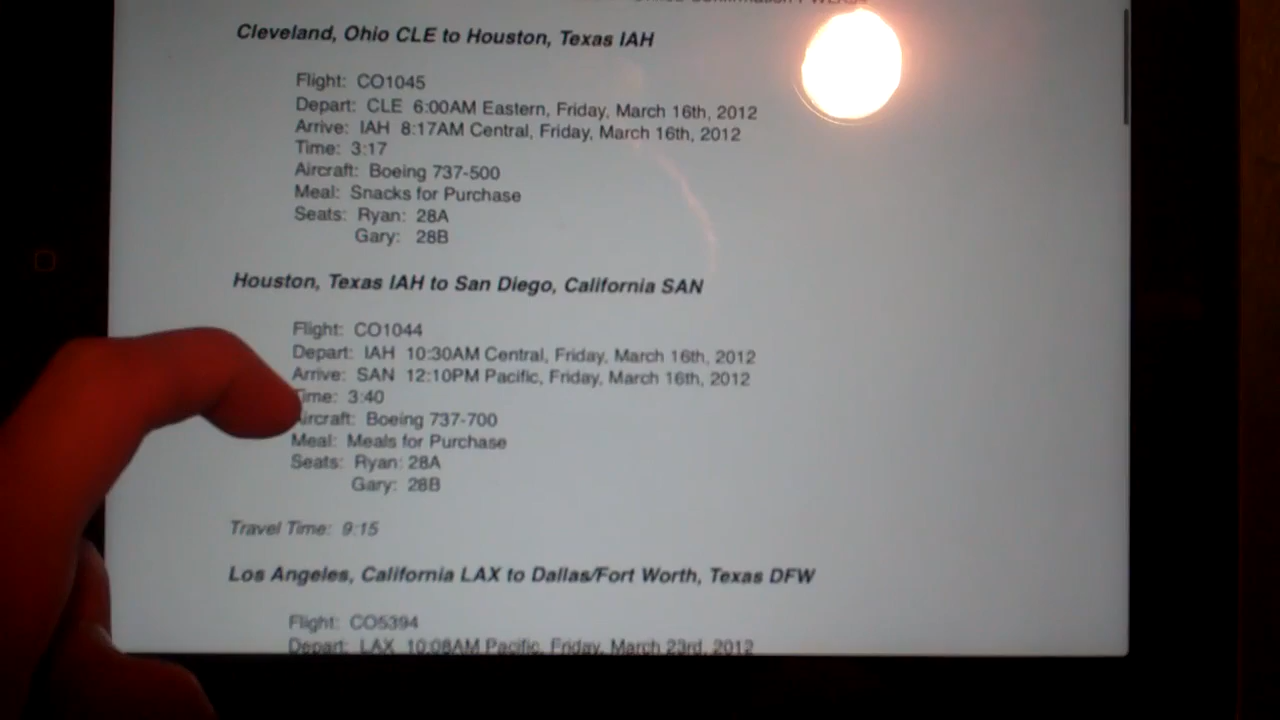 Cleveland, Ohio CLE to Houston, Texas IAH
Flight: CO1045
Depart: CLE 6:00AM Eastern, Friday, March 16th, 2012
Arrive: IAH 8:17AM Central, Friday, March 16th, 2012
Time: 3:17
Aircraft: Boeing 737-500
Meal: Snacks for Purchase
Seats: Ryan: 28A
Gary: 28B
Houston, Texas IAH to San Diego, California SAN
Flight: CO1044
Depart: IAH 10:30AM Central, Friday, March 16th, 2012
Arrive: SAN 12:10PM Pacific, Friday, March 16th, 2012
Time: 3:40
Aircraft: Boeing 737-700
Meal: Meals for Purchase
Seats: Ryan: 28A
Gary: 28B
Travel Time: 9:15
Los Angeles, California LAX to Dallas/Fort Worth, Texas DFW
Flight: CO5394
Depart: LAX 10:08AM Pacific, Friday, March 23rd, 2012